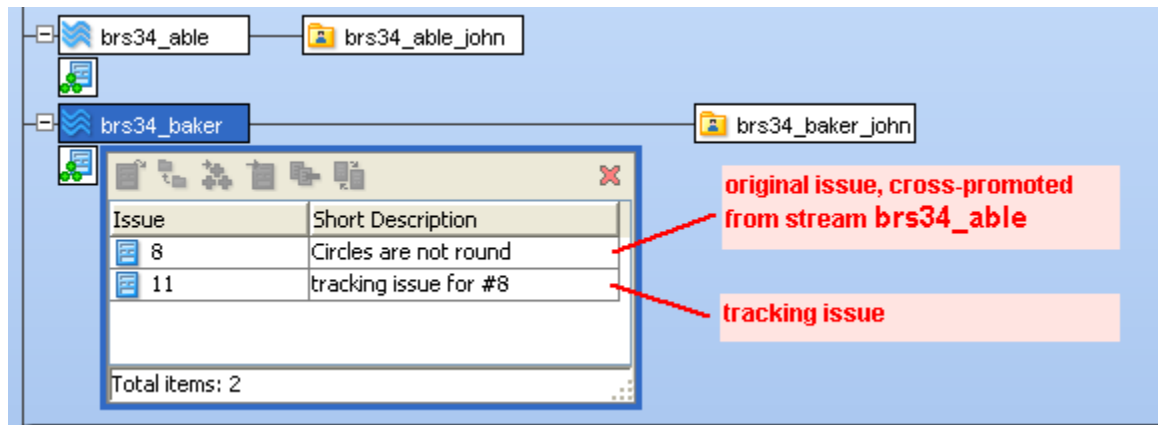 brs34_able
brs34_able_john
brs34_baker
brs34_baker_john
Issue Short Description
8 Circles are not round
11 tracking issue for #8
Total items: 2
original issue, cross-promoted
from stream brs34_able
tracking issue